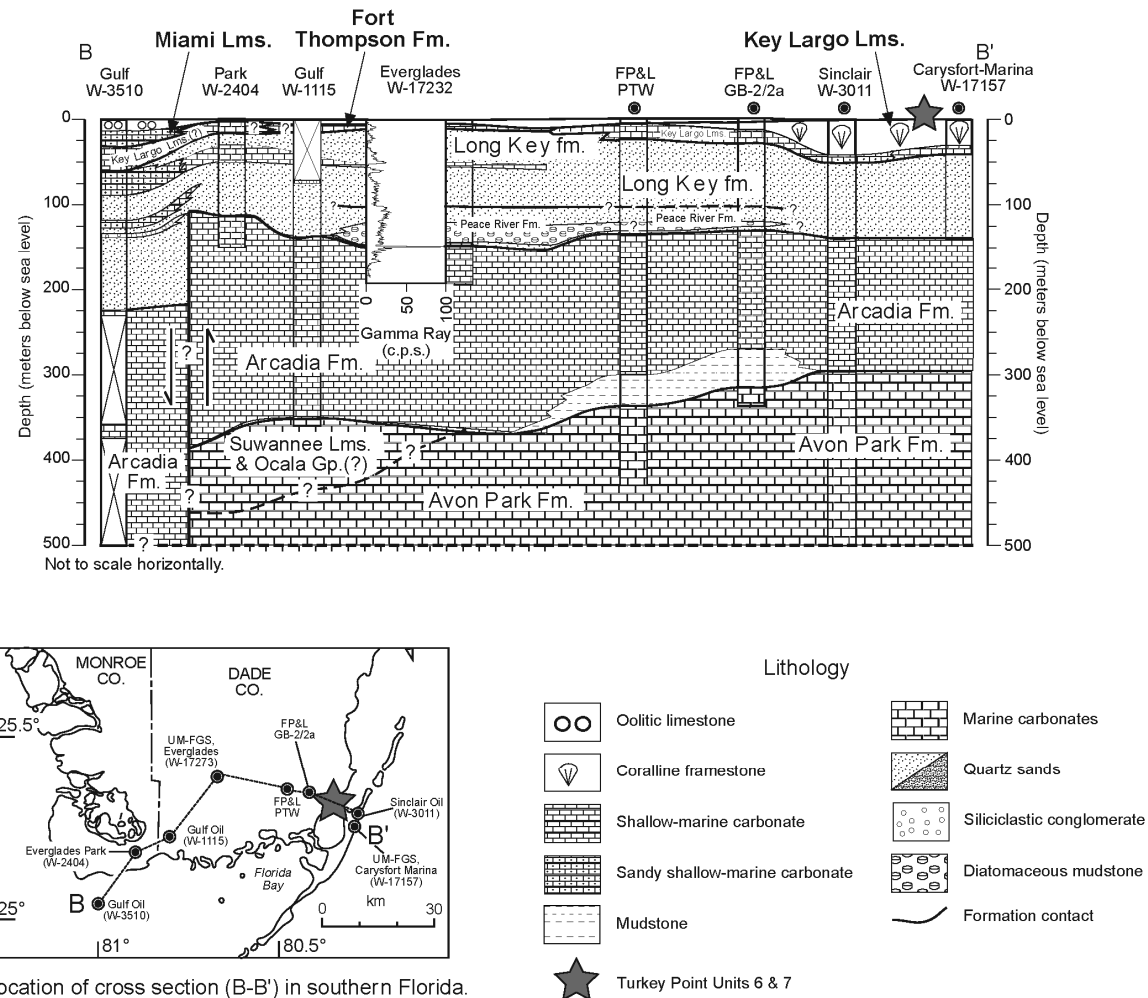 Fort
Miami Lms. Thompson Fm. Key Largo Lms.
B B'
Gulf Park Gulf Everglades FP&L FP&L Sinclair Carysfort-Marina
W-3510 W-2404 W-1115 W-17232 PTW GB-2/2a W-3011 W-17157
0 0
Key Largo Lms. (?)
?
Key Largo Lms.
Long Key fm.
Long Key fm.
100 ? ? ? 100
Peace River Fm. Peace River Fm.
? ?
Depth (meters below sea level)
Depth (meters below sea level)
200 200
0 50 100
Gamma Ray
(c.p.s.)
Arcadia Fm.
?
Arcadia Fm.
300 300
Suwannee Lms.
& Ocala Gp.(?)
?
Avon Park Fm.
400 400
Arcadia
Fm.
? ?
Avon Park Fm.
500 ? 500
Not to scale horizontally.
MONROE
CO.
DADE
CO.
25.5°
FP&L
GB-2/2a
UM-FGS,
Everglades
(W-17273)
FP&L
PTW
Sinclair Oil
(W-3011)
Gulf Oil
(W-1115)
B'
Everglades Park
(W-2404)
UM-FGS,
Carysfort Marina
(W-17157)
Florida
Bay
km
0 30
B
Gulf Oil
(W-3510)
25°
81° 80.5°
ocation of cross section (B-B') in southern Florida.
Lithology
Oolitic limestone
Coralline framestone
Shallow-marine carbonate
Sandy shallow-marine carbonate
Mudstone
Turkey Point Units 6 & 7
Marine carbonates
Quartz sands
Siliciclastic conglomerate
Diatomaceous mudstone
Formation contact